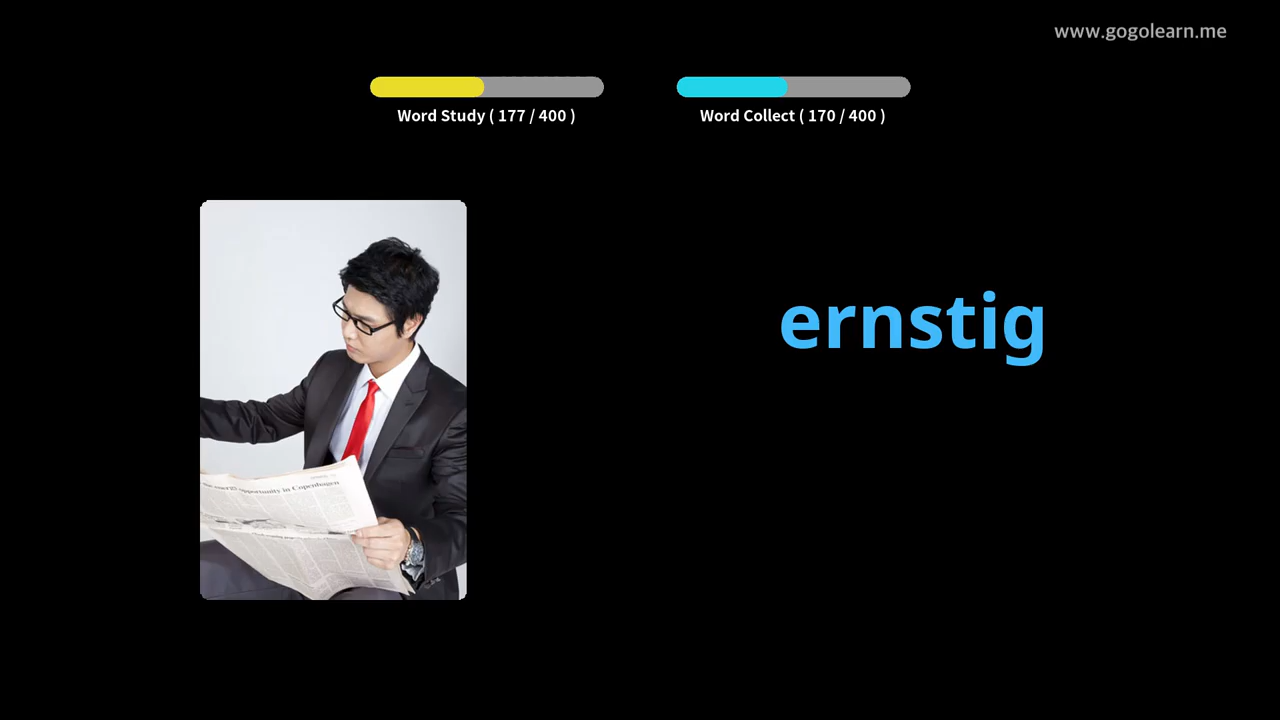 www.gogolearn.me
Word Study ( 177 / 400 )
Word Collect ( 170 / 400 )
ernstig
opportunity in Copenhagen